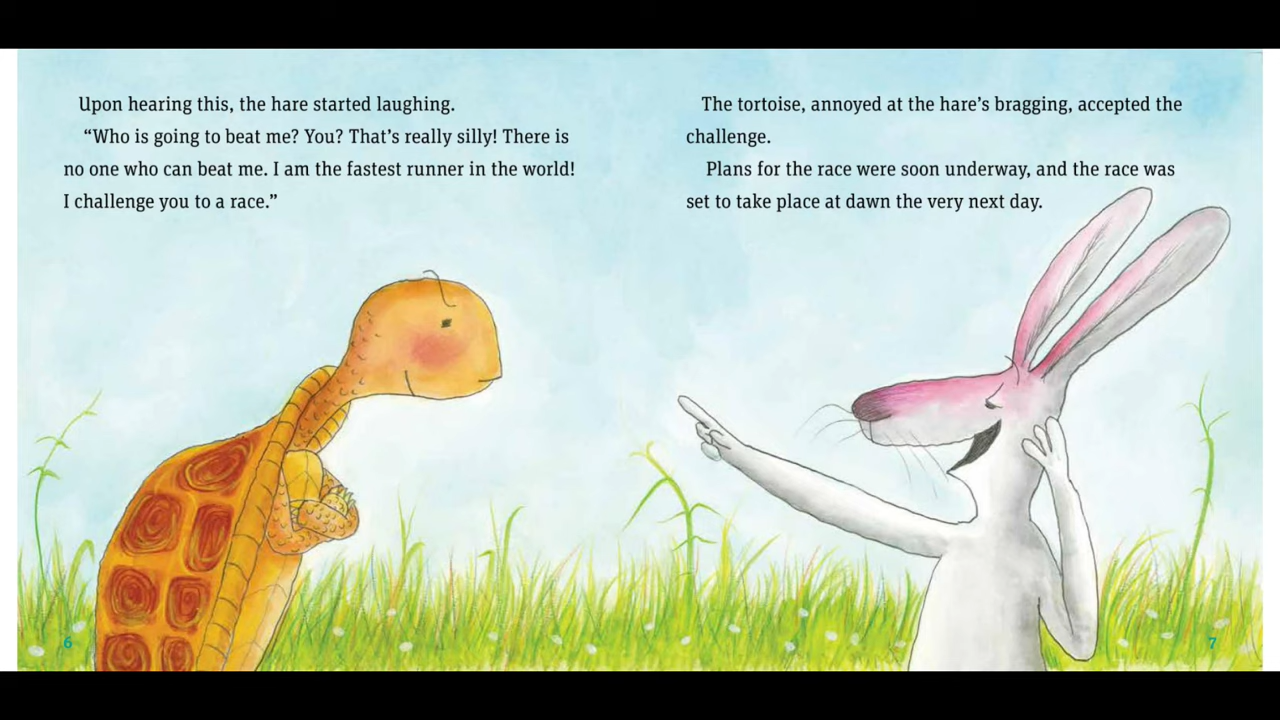 Upon hearing this, the hare started laughing.
“Who is going to beat me? You? That’s really silly! There is
no one who can beat me. I am the fastest runner in the world!
I challenge you to a race.”
6
The tortoise, annoyed at the hare’s bragging, accepted the
challenge.
Plans for the race were soon underway, and the race was
set to take place at dawn the very next day.
7